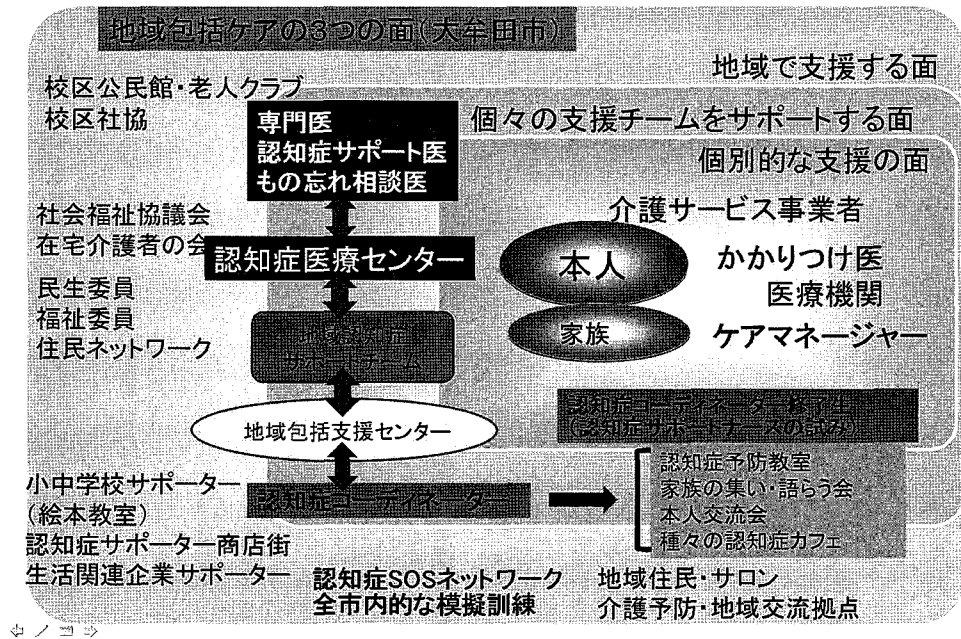 地域包括ケアの3つの面(大牟田市)
地域で支援する面
校区公民館・老人クラブ
校区社協
専門医
認知症サポート医
もの忘れ相談医
個々の支援チームをサポートする面
個別的な支援の面
社会福祉協議会
在宅介護者の会
認知症医療センター
介護サービス事業者
本人
かかりつけ医
医療機関
家族
ケアマネージャー
民生委員
福祉委員
住民ネットワーク
地域認知症
サポートチーム
地域包括支援センター
認知症コーディネーター修了生
(認知症サポートチームの試み)
認知症予防教室
家族の集い・語らう会
本人交流会
種々の認知症カフェ
小中学校サポーター
(絵本教室)
認知症サポーター商店街
生活関連企業サポーター
認知症コーディネーター
認知症SOSネットワーク
全市内的な模擬訓練
地域住民・サロン
介護予防・地域交流拠点